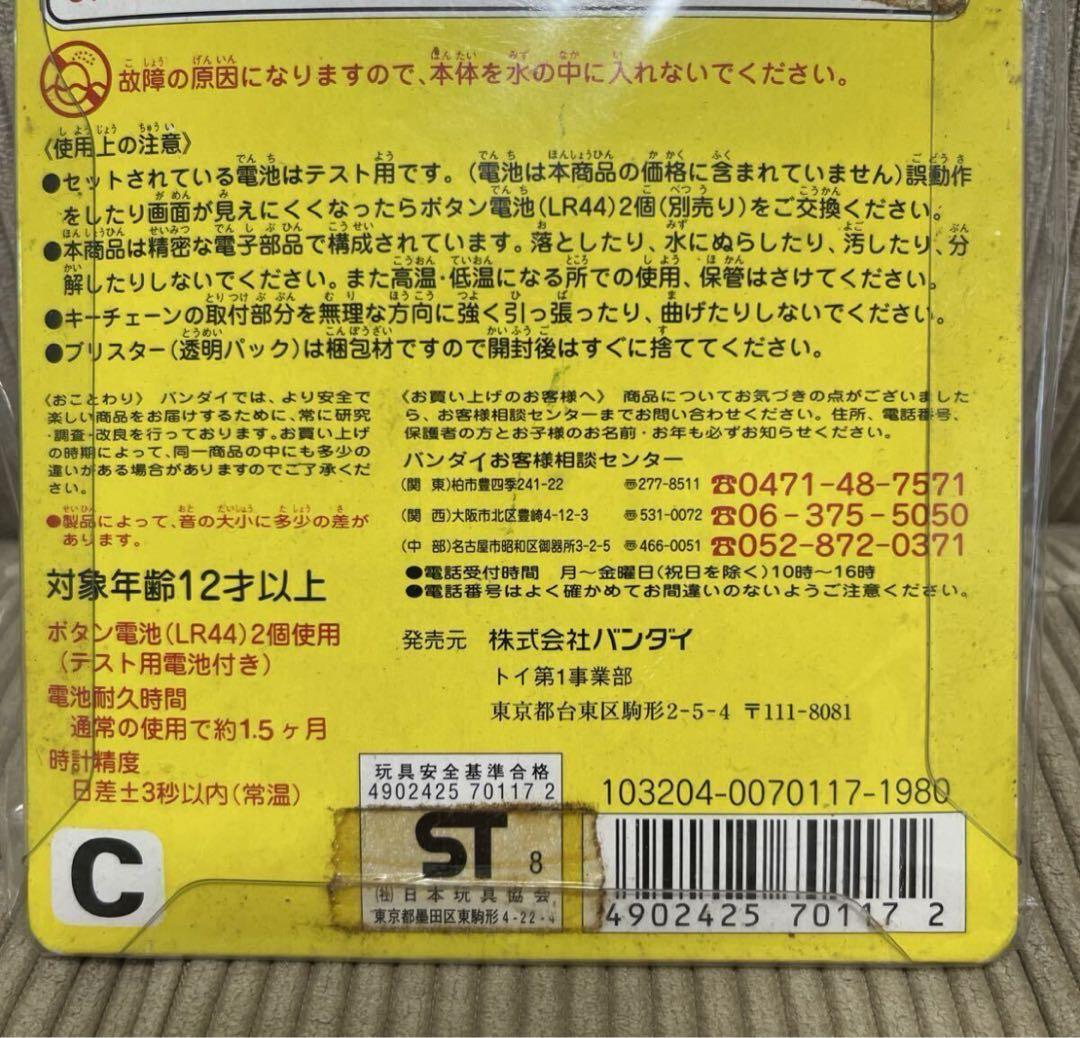 故障の原因になりますので、本体を水の中に入れないでください。
《使用上の注意》
●セットされている電池はテスト用です。(電池は本商品の価格に含まれていません)誤動作
をしたり画面が見えにくくなったらボタン電池(LR44)2個(別売り)をご交換ください。
●本商品は精密な電子部品で構成されています。落としたり、水にぬらしたり、汚したり、分
解したりしないでください。また高温・低温になる所での使用、保管はさけてください。
●キーチェーンの取付部分を無理な方向に強く引っ張ったり、曲げたりしないでください。
●ブリスター(透明パック)は梱包材ですので開封後はすぐに捨ててください。
《おことわり》 バンダイでは、より安全で
楽しい商品をお届けするために、常に研究
・調査・改良を行っております。お買い上げ
の時期によって、同一商品の中にも多少の
違いがある場合がありますのでご了承くだ
さい。
●製品によって、音の大小に多少の差が
あります。
対象年齢12才以上
ボタン電池(LR44)2個使用
(テスト用電池付き)
電池耐久時間
通常の使用で約1.5ヶ月
時計精度
日差±3秒以内(常温)
C
《お買い上げのお客様へ》 商品についてお気づきの点がございました
ら、お客様相談センターまでお問い合わせください。住所、電話番号、
保護者の方とお子様のお名前・お年も必ずお知らせください。
バンダイお客様相談センター
(関 東)柏市豊四季241-22 〠277-8511 ☎0471-48-7571
(関 西)大阪市北区豊崎4-12-3 〠531-0072 ☎06-375-5050
(中 部)名古屋市昭和区御器所3-2-5 〠466-0051 ☎052-872-0371
●電話受付時間 月〜金曜日(祝日を除く)10時〜16時
●電話番号はよく確かめてお間違いのないようご注意ください。
発売元 株式会社バンダイ
トイ第1事業部
東京都台東区駒形2-5-4 〒111-8081
玩具安全基準合格
4902425 70117 2
ST 8
(社)日本玩具協会
東京都墨田区東駒形4-22-4
103204-0070117-1980
4902425 70117 2